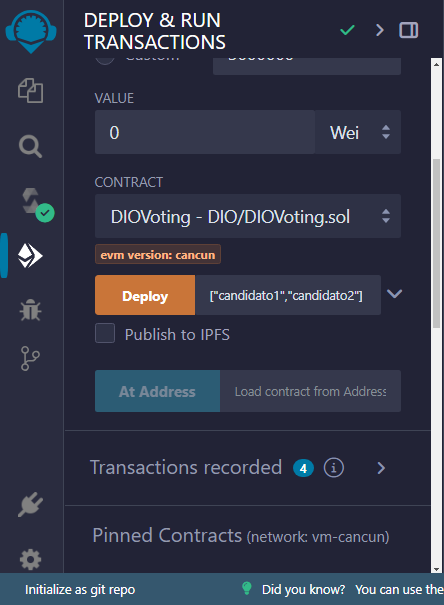 DEPLOY & RUN
TRANSACTIONS
VALUE
0 Wei
CONTRACT
DIOVoting - DIO/DIOVoting.sol
evm version: cancun
Deploy ["candidato1","candidato2"]
Publish to IPFS
At Address Load contract from Address
Transactions recorded 4 i
Pinned Contracts (network: vm-cancun)
Initialize as git repo Did you know? You can use the